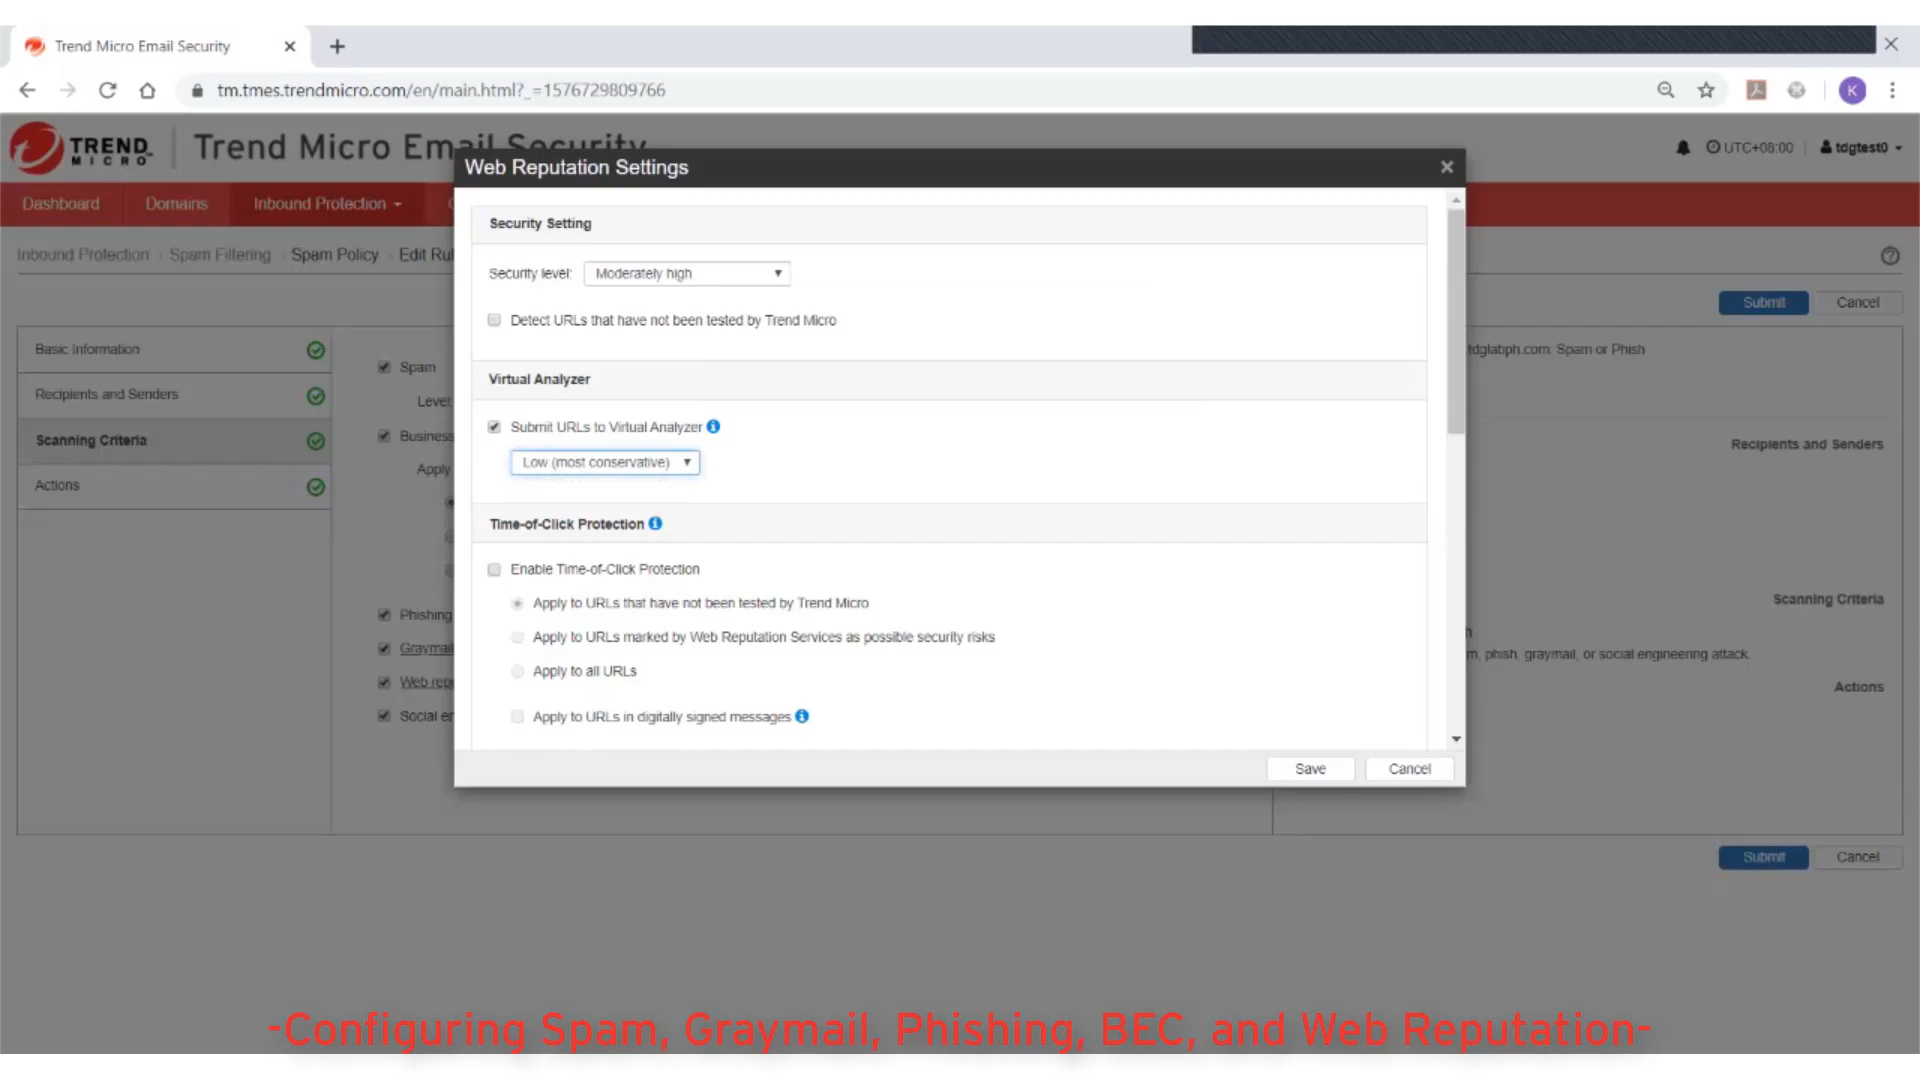 Trend Micro Email Security
tm.tmes.trendmicro.com/en/main.html?_=1576729809766
K
TREND
MICRO
Trend Micro Email Security
UTC+08:00
tdgtest0
Dashboard
Domains
Inbound Protection
Inbound Protection
Spam Filtering
Spam Policy
Edit Rul
Submit
Cancel
Basic Information
Recipients and Senders
Scanning Criteria
Actions
Spam
Level
Business
Apply
Phishing
Graymail
Web rep
Social en
Web Reputation Settings
Security Setting
Security level: Moderately high
Detect URLs that have not been tested by Trend Micro
Virtual Analyzer
Submit URLs to Virtual Analyzer
Low (most conservative)
Time-of-Click Protection
Enable Time-of-Click Protection
Apply to URLs that have not been tested by Trend Micro
Apply to URLs marked by Web Reputation Services as possible security risks
Apply to all URLs
Apply to URLs in digitally signed messages
Save
Cancel
tdglabph.com: Spam or Phish
Recipients and Senders
Scanning Criteria
m, phish, graymail, or social engineering attack.
Actions
Submit
Cancel
-Configuring Spam, Graymail, Phishing, BEC, and Web Reputation-